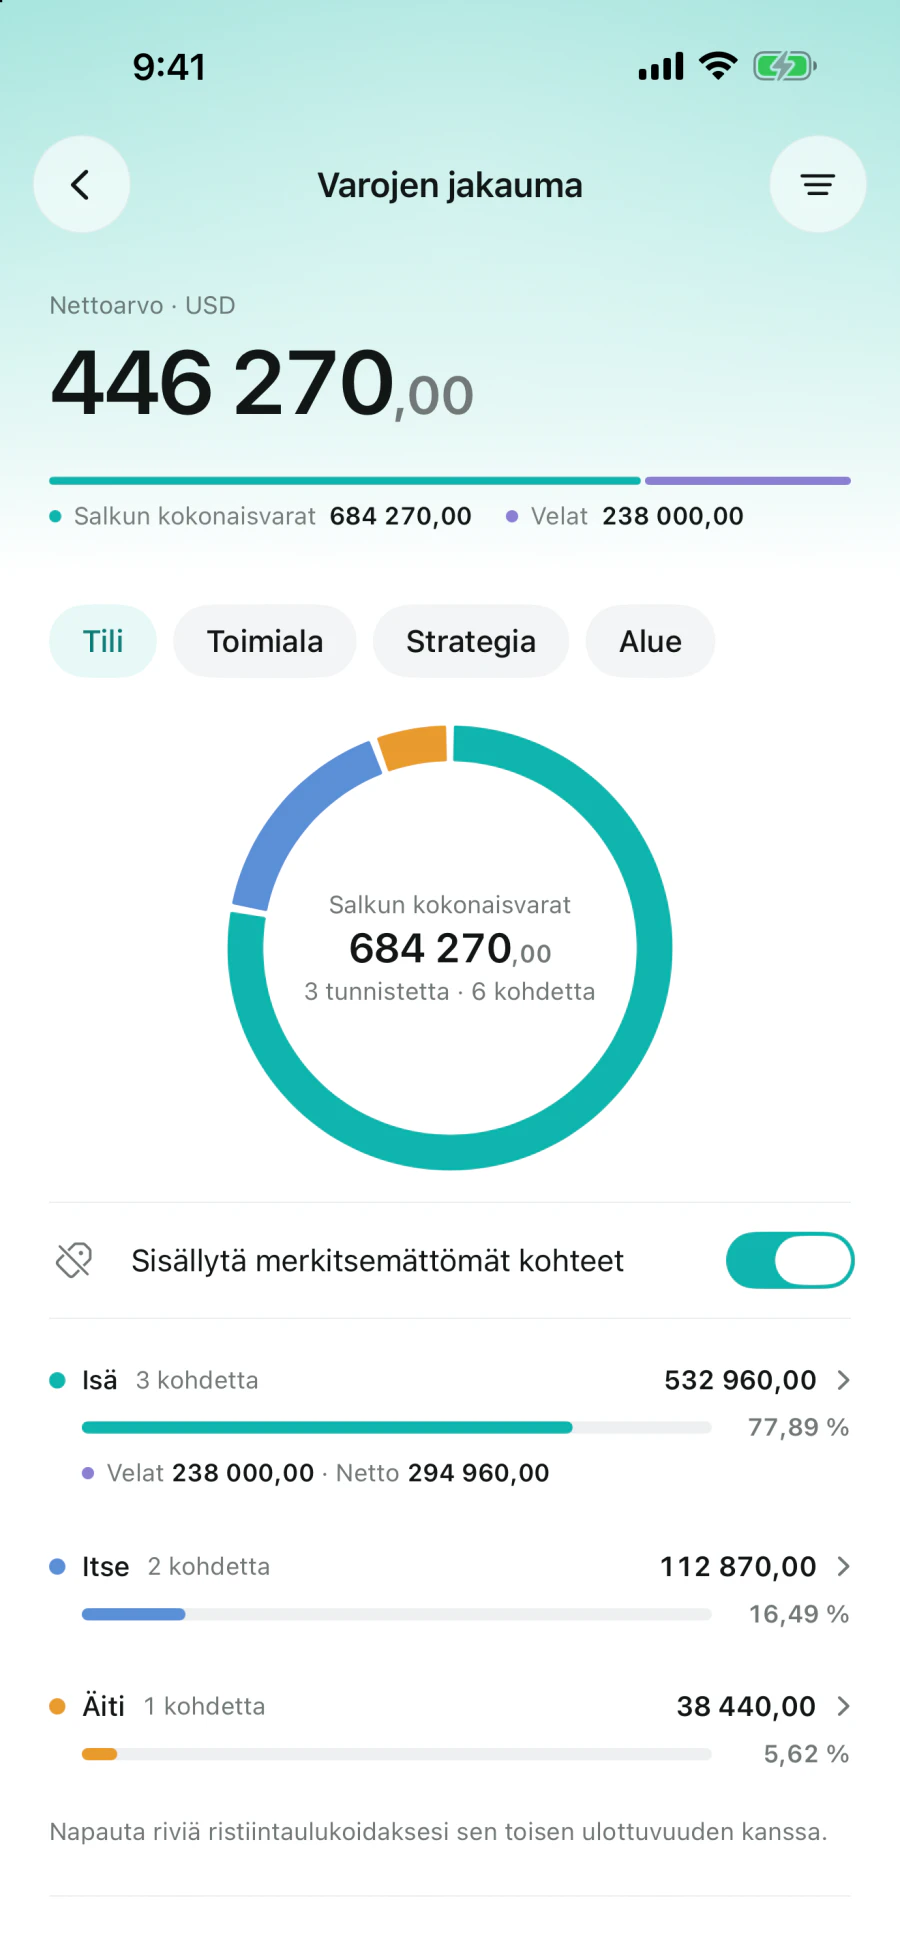 9:41
Varojen jakauma
Nettoarvo · USD
446 270,00
Salkun kokonaisvarat 684 270,00 Velat 238 000,00
Tili Toimiala Strategia Alue
Salkun kokonaisvarat
684 270,00
3 tunnistetta · 6 kohdetta
Sisällytä merkitsemättömät kohteet
Isä 3 kohdetta 532 960,00
77,89 %
Velat 238 000,00 · Netto 294 960,00
Itse 2 kohdetta 112 870,00
16,49 %
Äiti 1 kohdetta 38 440,00
5,62 %
Napauta riviä ristiintaulukoidaksesi sen toisen ulottuvuuden kanssa.